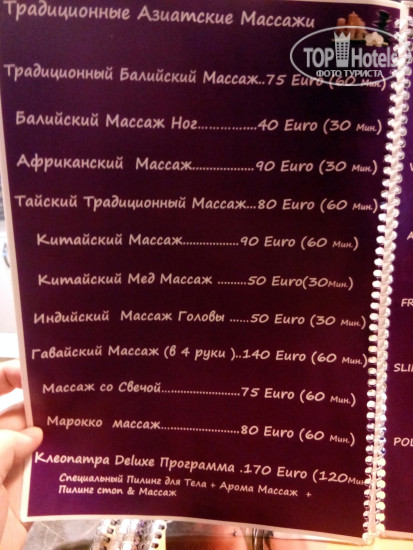 Традиционные Азиатские Массажи
TOP Hotels
ФОТО ТУРИСТА
Традиционный Балийский Массаж..75 Euro (60 Мин.)
Балийский Массаж Ног...............40 Euro (30 Мин.)
Африканский Массаж..................90 Euro (30 Мин.)
Тайский Традиционный Массаж...80 Euro (60 Мин.)
Китайский Массаж.................90 Euro (60 Мин.)
Китайский Мед Массаж .........50 Euro(30Мин.)
Индийский Массаж Головы ......50 Euro (30 Мин.)
Гавайский Массаж (в 4 руки )..140 Euro (60 Мин.)
Массаж со Свечой.......................75 Euro (60 Мин.)
Марокко массаж.......................80 Euro (60 Мин.)
Клеопатра Deluxe Программа .170 Euro (120Мин
Специальный Пилинг для Тела + Арома Массаж +
Пилинг стоп & Массаж